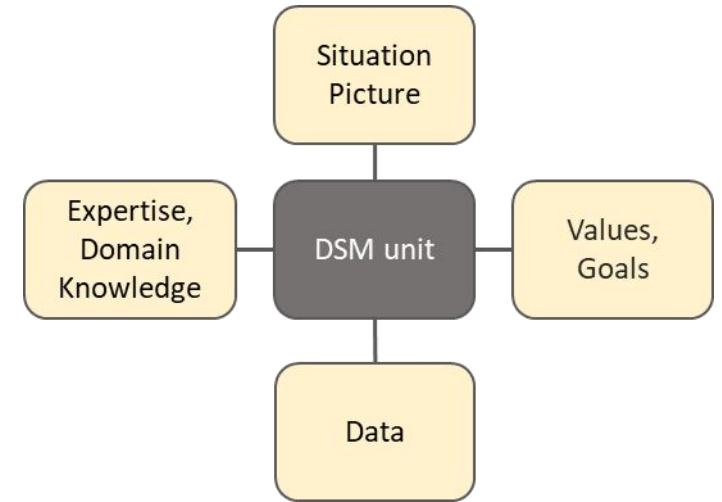 Situation
Picture
Expertise,
Domain
Knowledge
DSM unit
Values,
Goals
Data